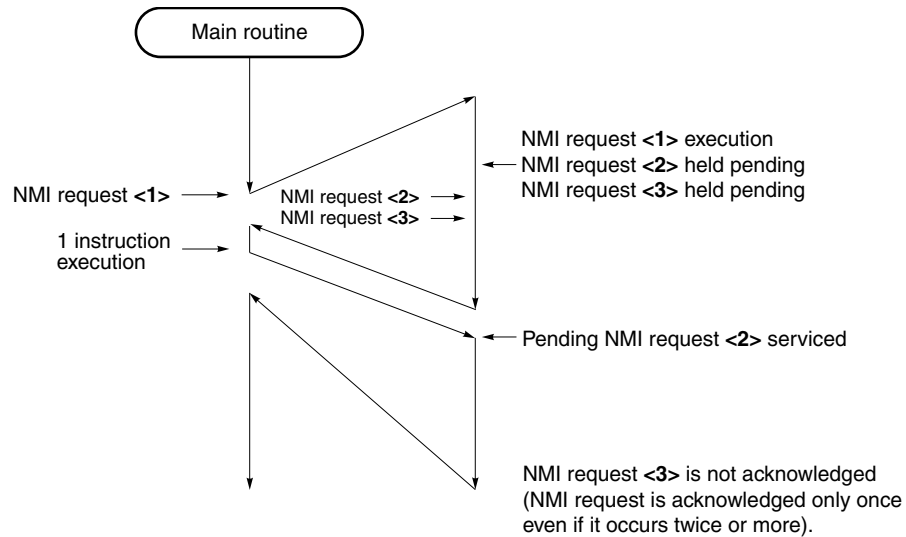 Main routine
NMI request <1> execution
NMI request <2> held pending
NMI request <3> held pending
NMI request <1>
NMI request <2>
NMI request <3>
1 instruction
execution
Pending NMI request <2> serviced
NMI request <3> is not acknowledged
(NMI request is acknowledged only once
even if it occurs twice or more).